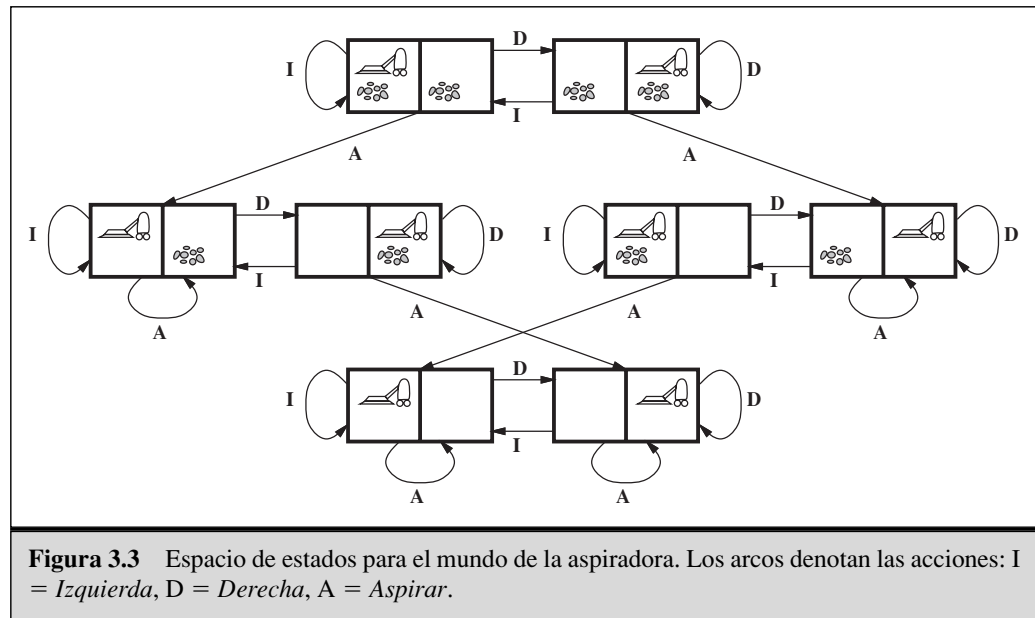 D
I
D
I
A
A
D
D
I
D
I
D
I
I
A
A
A
A
D
I
D
I
A
A
Figura 3.3 Espacio de estados para el mundo de la aspiradora. Los arcos denotan las acciones: I
= Izquierda, D = Derecha, A = Aspirar.